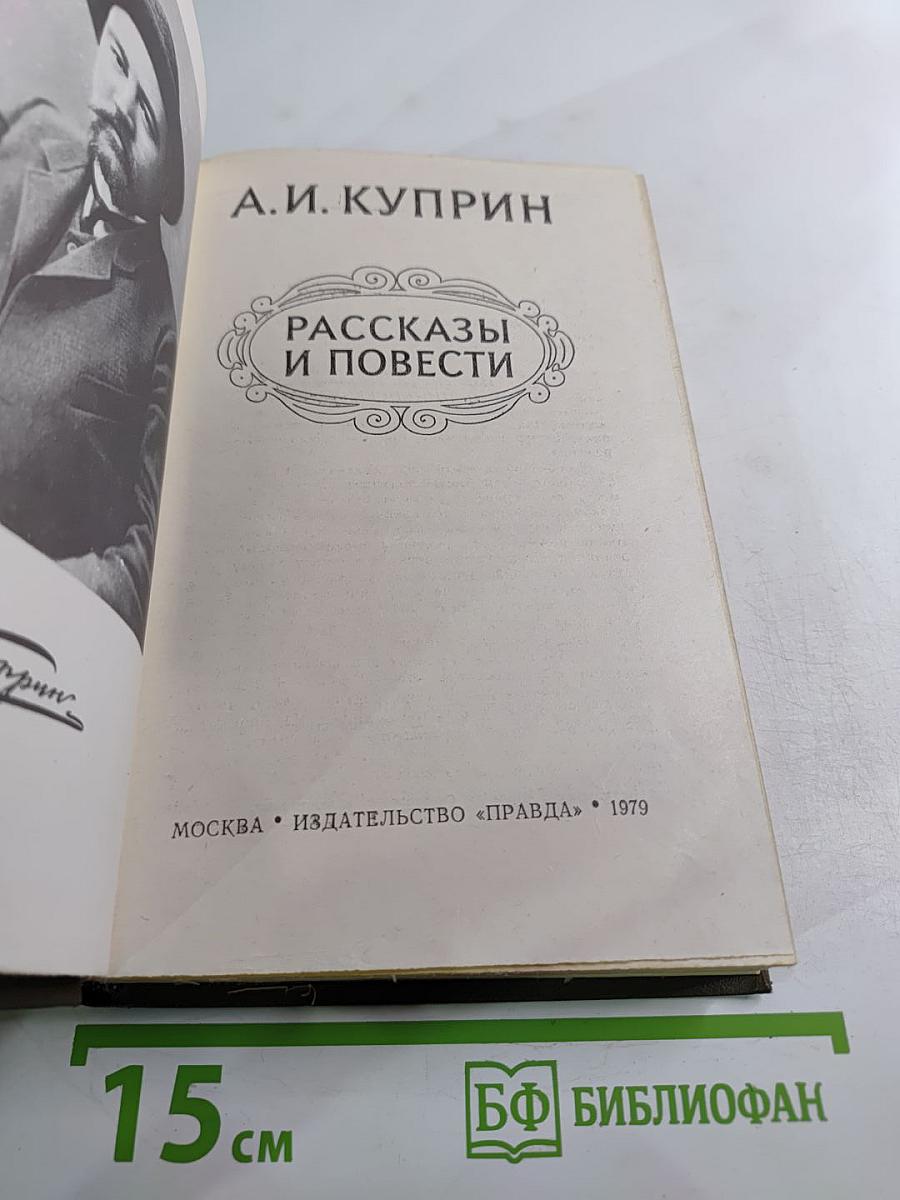 А. И. КУПРИН
РАССКАЗЫ
И ПОВЕСТИ
МОСКВА • ИЗДАТЕЛЬСТВО «ПРАВДА» • 1979
15 см
БФ БИБЛИОФАН